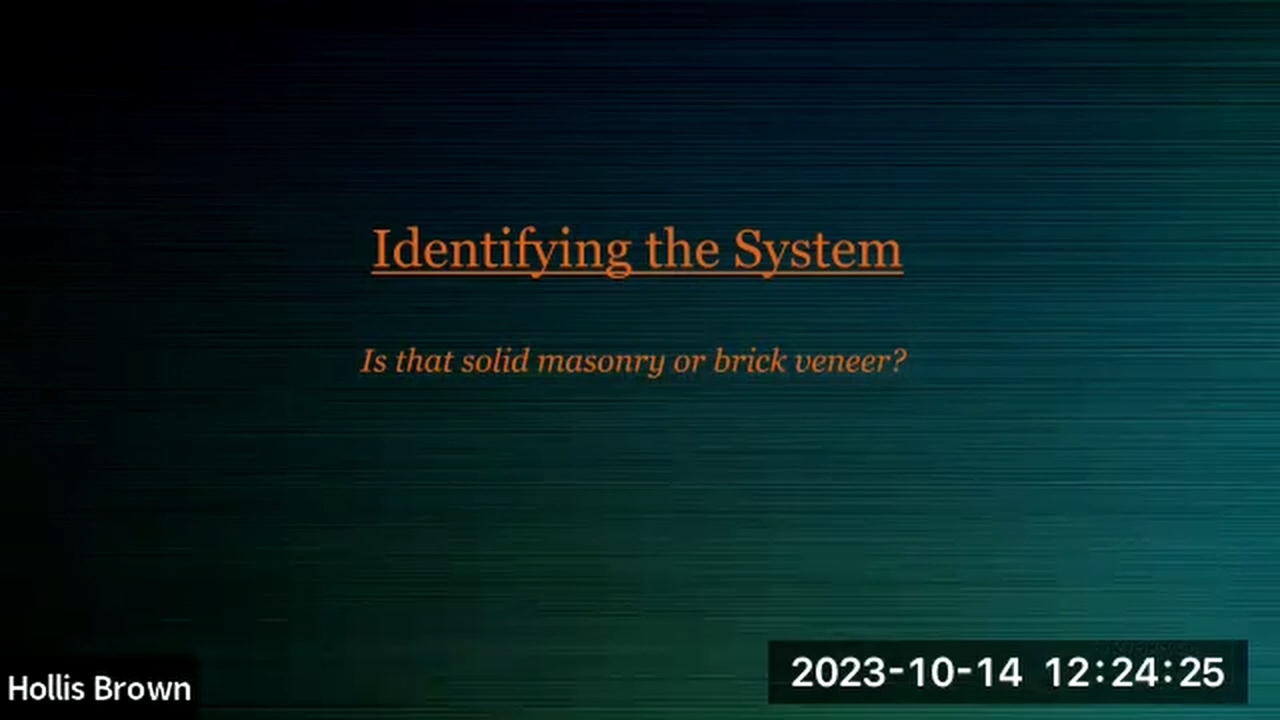 Identifying the System
Is that solid masonry or brick veneer?
Hollis Brown
2023-10-14 12:24:25